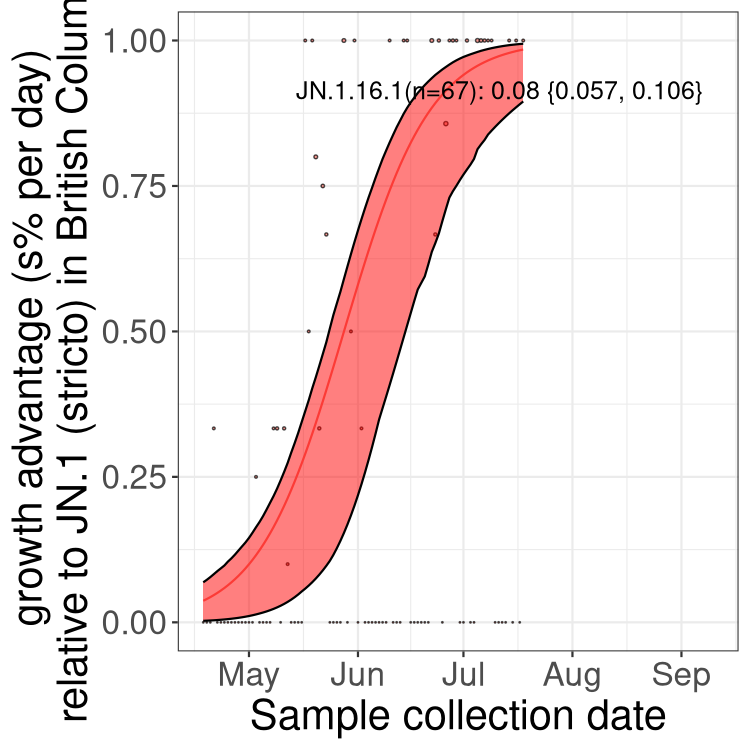 growth advantage (s% per day)
relative to JN.1 (stricto) in British Colum
1.00
0.75
0.50
0.25
0.00
JN.1.16.1(n=67): 0.08 {0.057, 0.106}
May Jun Jul Aug Sep
Sample collection date